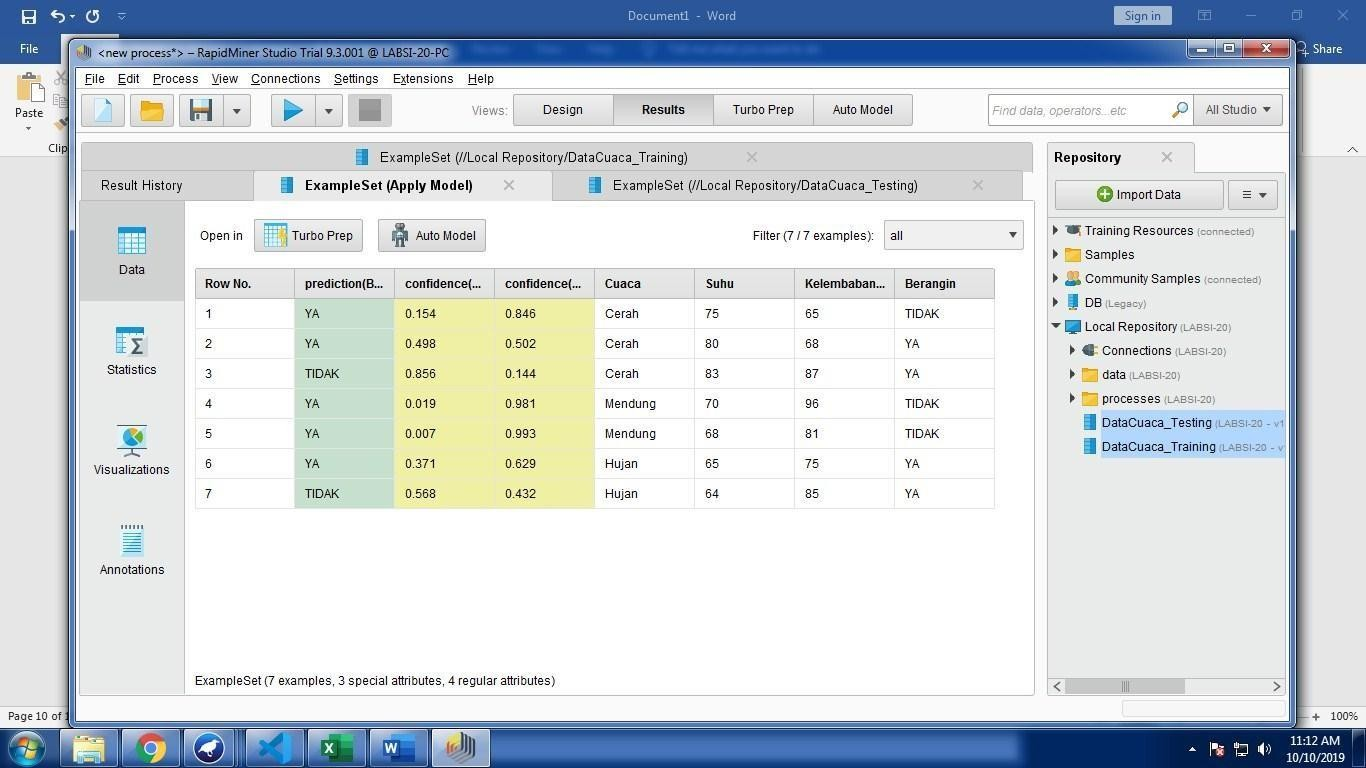 Document1 - Word
Sign in
File
Share
Paste
Clip
<new process*> – RapidMiner Studio Trial 9.3.001 @ LABSI-20-PC
File Edit Process View Connections Settings Extensions Help
Views: Design Results Turbo Prep Auto Model
Find data, operators...etc
All Studio
ExampleSet (//Local Repository/DataCuaca_Training)
Result History
ExampleSet (Apply Model)
ExampleSet (//Local Repository/DataCuaca_Testing)
Data
Statistics
Visualizations
Annotations
Open in Turbo Prep Auto Model
Filter (7 / 7 examples): all
Row No. prediction(B... confidence(... confidence(... Cuaca Suhu Kelembaban... Berangin
1 YA 0.154 0.846 Cerah 75 65 TIDAK
2 YA 0.498 0.502 Cerah 80 68 YA
3 TIDAK 0.856 0.144 Cerah 83 87 YA
4 YA 0.019 0.981 Mendung 70 96 TIDAK
5 YA 0.007 0.993 Mendung 68 81 TIDAK
6 YA 0.371 0.629 Hujan 65 75 YA
7 TIDAK 0.568 0.432 Hujan 64 85 YA
ExampleSet (7 examples, 3 special attributes, 4 regular attributes)
Repository
Import Data
Training Resources (connected)
Samples
Community Samples (connected)
DB (Legacy)
Local Repository (LABSI-20)
Connections (LABSI-20)
data (LABSI-20)
processes (LABSI-20)
DataCuaca_Testing (LABSI-20 - v1
DataCuaca_Training (LABSI-20 - v
Page 10 of 1
100%
11:12 AM
10/10/2019